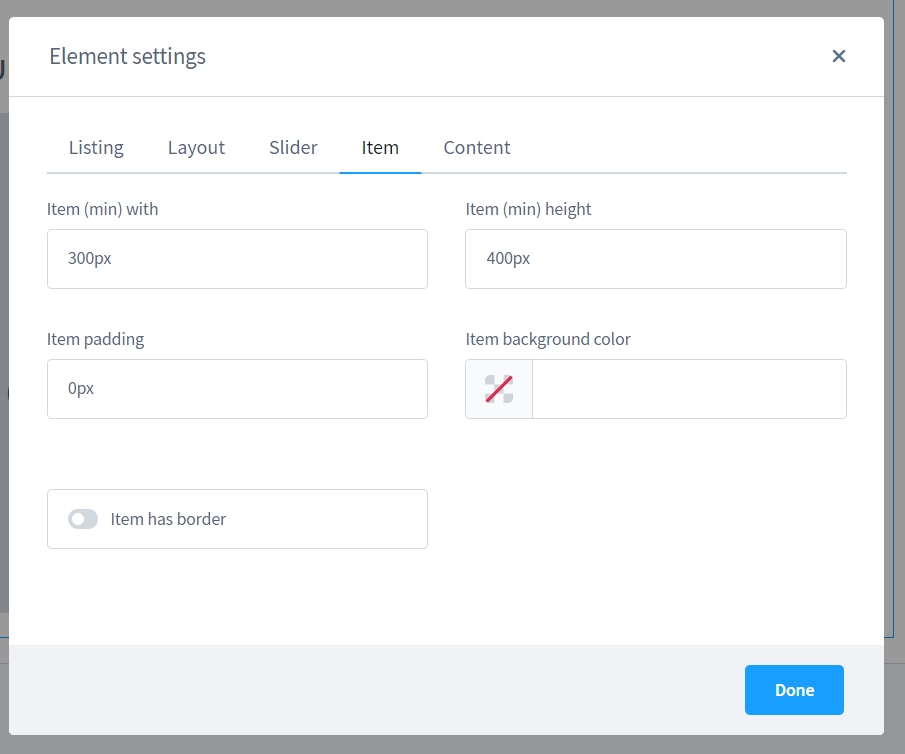 Element settings
Listing Layout Slider Item Content
Item (min) with Item (min) height
300px 400px
Item padding Item background color
0px
Item has border
Done